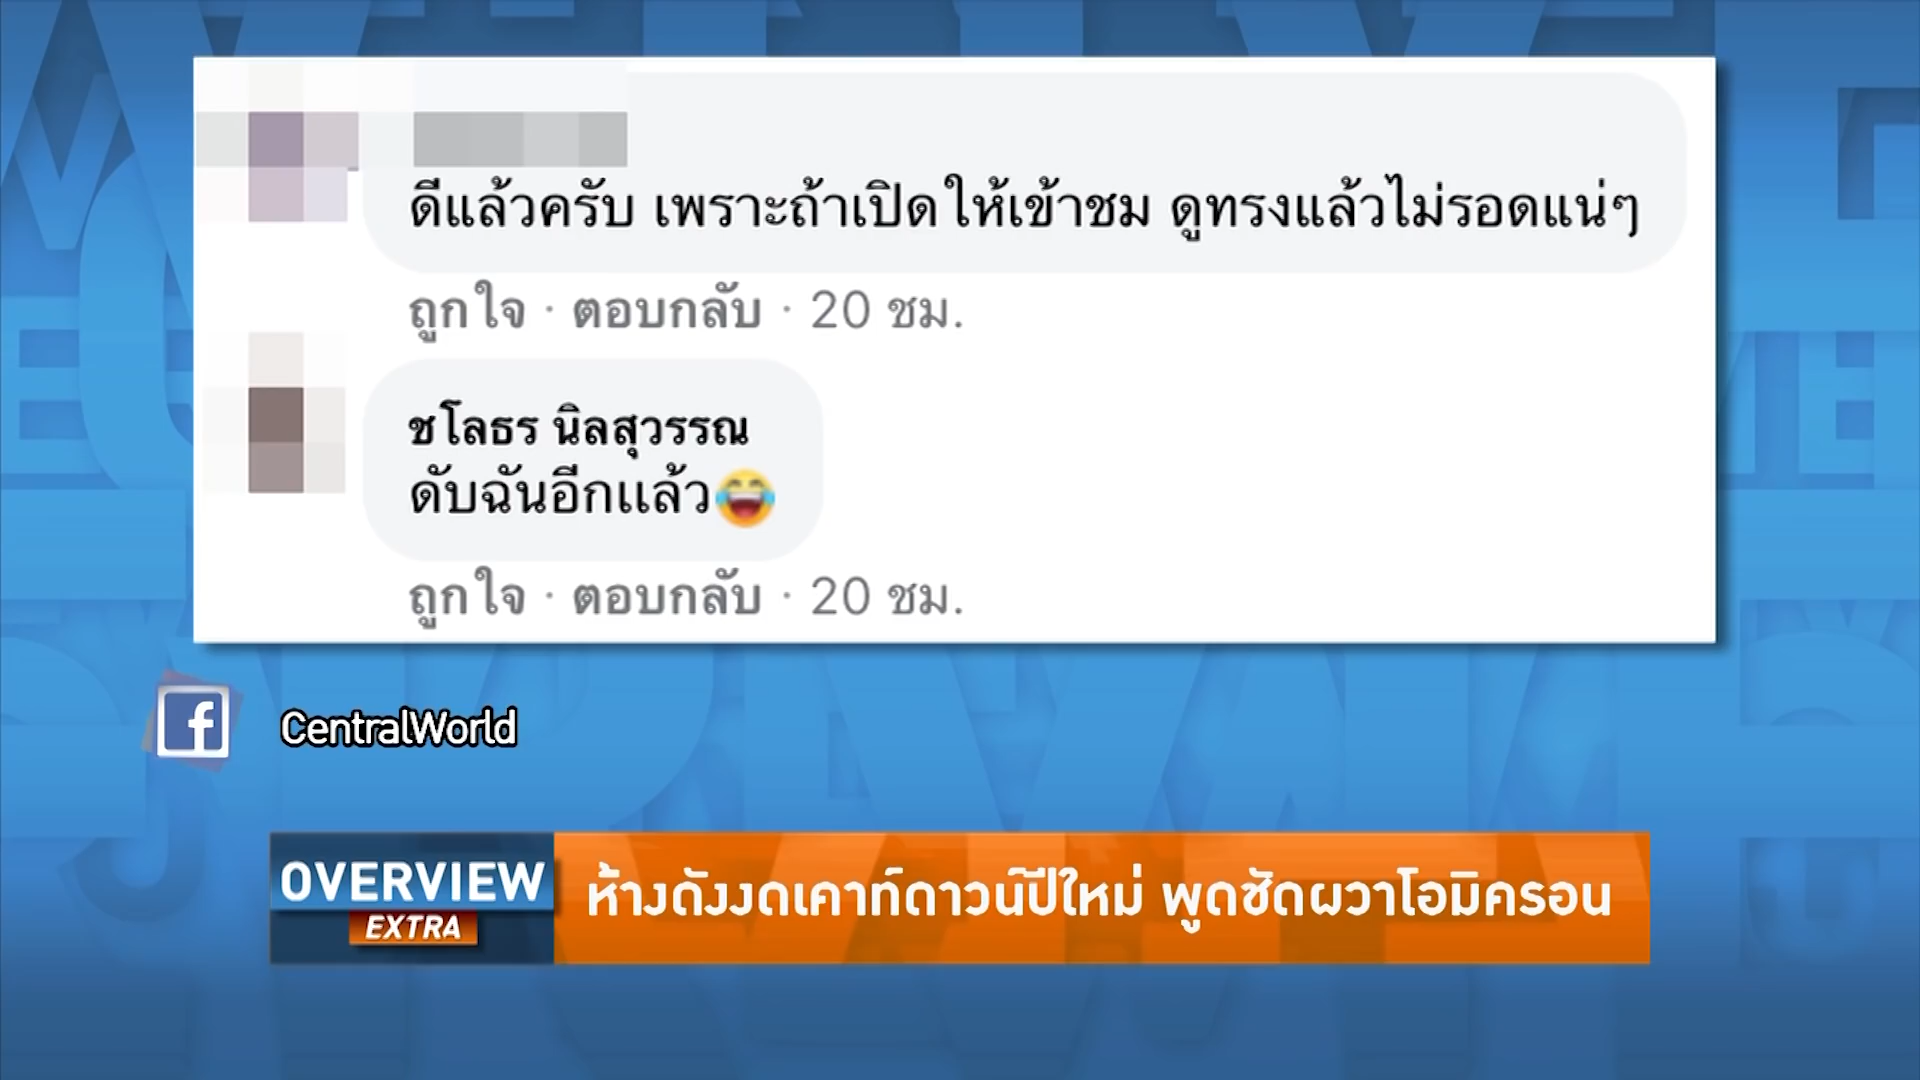 ดีแล้วครับ เพราะถ้าเปิดให้เข้าชม ดูทรงแล้วไม่รอดแน่ๆ
ถูกใจ · ตอบกลับ · 20 ชม.
ชโลธร นิลสุวรรณ
ดับฉันอีกแล้ว😂
ถูกใจ · ตอบกลับ · 20 ชม.
f
CentralWorld
OVERVIEW
EXTRA
ห้างดังงดเคาท์ดาวน์ปีใหม่ พูดชัดผวาโอมิครอน